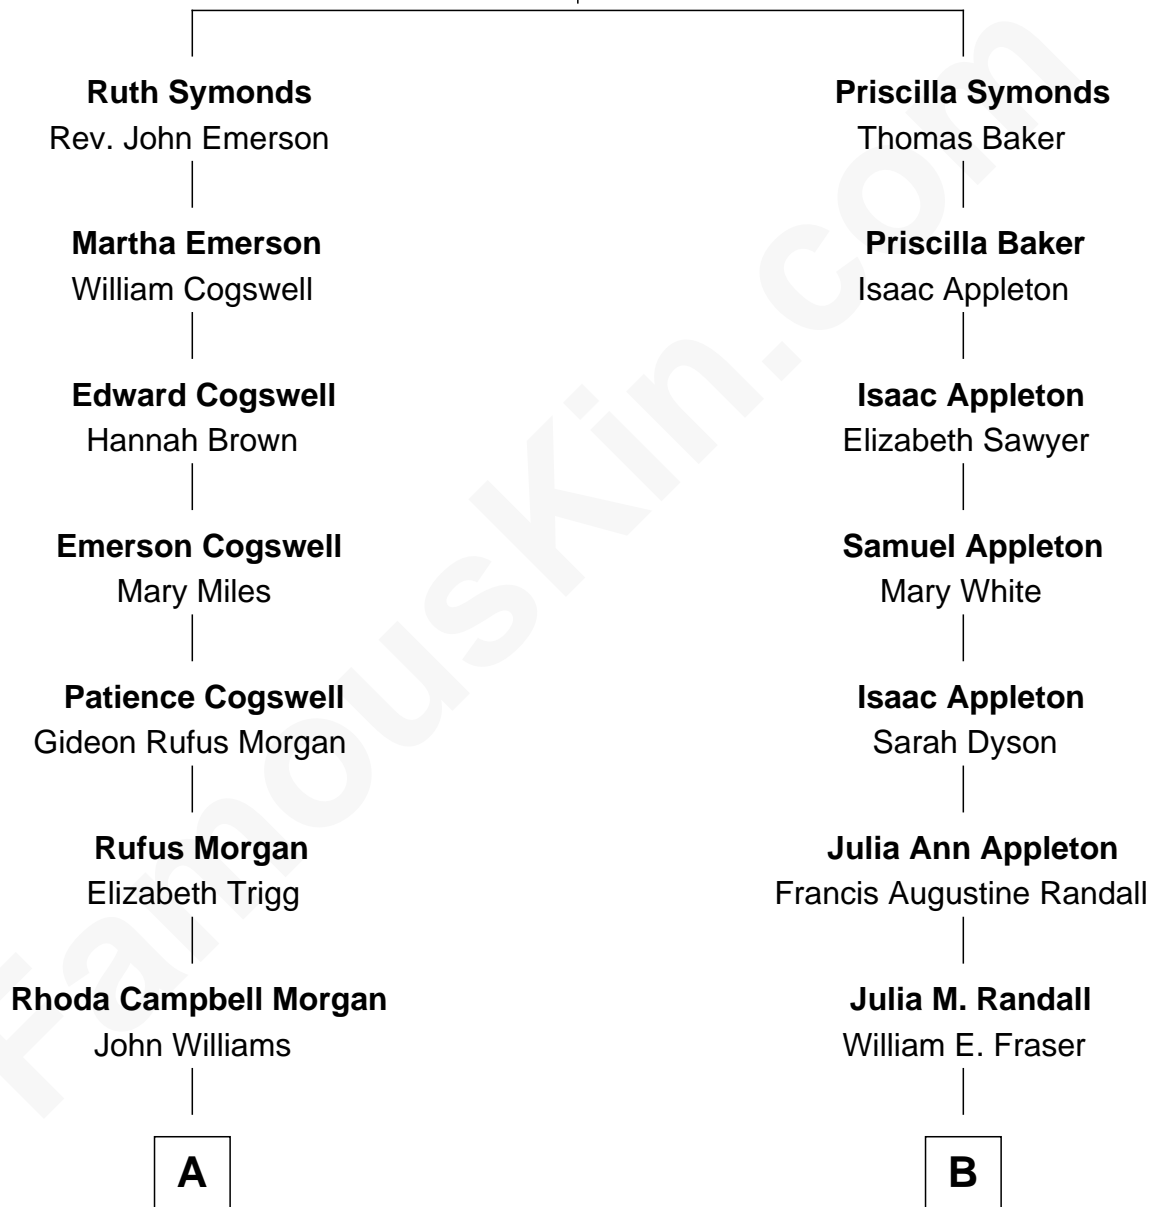 Ruth Symonds
Rev. John Emerson
Martha Emerson
William Cogswell
Edward Cogswell
Hannah Brown
Emerson Cogswell
Mary Miles
Patience Cogswell
Gideon Rufus Morgan
Rufus Morgan
Elizabeth Trigg
Rhoda Campbell Morgan
John Williams
A
Priscilla Symonds
Thomas Baker
Priscilla Baker
Isaac Appleton
Isaac Appleton
Elizabeth Sawyer
Samuel Appleton
Mary White
Isaac Appleton
Sarah Dyson
Julia Ann Appleton
Francis Augustine Randall
Julia M. Randall
William E. Fraser
B
FamousKin.com